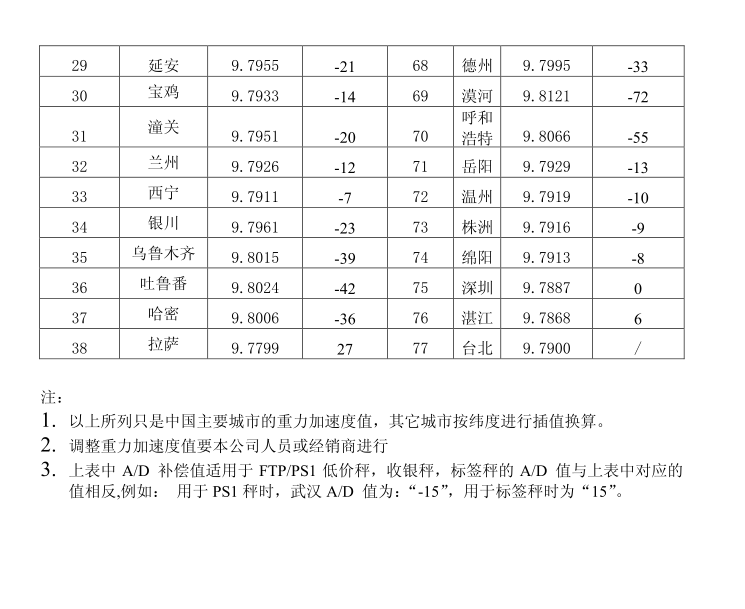 29 延安 9.7955 -21 68 德州 9.7995 -33
30 宝鸡 9.7933 -14 69 漠河 9.8121 -72
31 潼关 9.7951 -20 70 呼和浩特 9.8066 -55
32 兰州 9.7926 -12 71 岳阳 9.7929 -13
33 西宁 9.7911 -7 72 温州 9.7919 -10
34 银川 9.7961 -23 73 株洲 9.7916 -9
35 乌鲁木齐 9.8015 -39 74 绵阳 9.7913 -8
36 吐鲁番 9.8024 -42 75 深圳 9.7887 0
37 哈密 9.8006 -36 76 湛江 9.7868 6
38 拉萨 9.7799 27 77 台北 9.7900 /
注：
1. 以上所列只是中国主要城市的重力加速度值，其它城市按纬度进行插值换算。
2. 调整重力加速度值要本公司人员或经销商进行
3. 上表中 A/D 补偿值适用于 FTP/PS1 低价秤，收银秤，标签秤的 A/D 值与上表中对应的
值相反,例如： 用于 PS1 秤时，武汉 A/D 值为：“-15”，用于标签秤时为“15”。